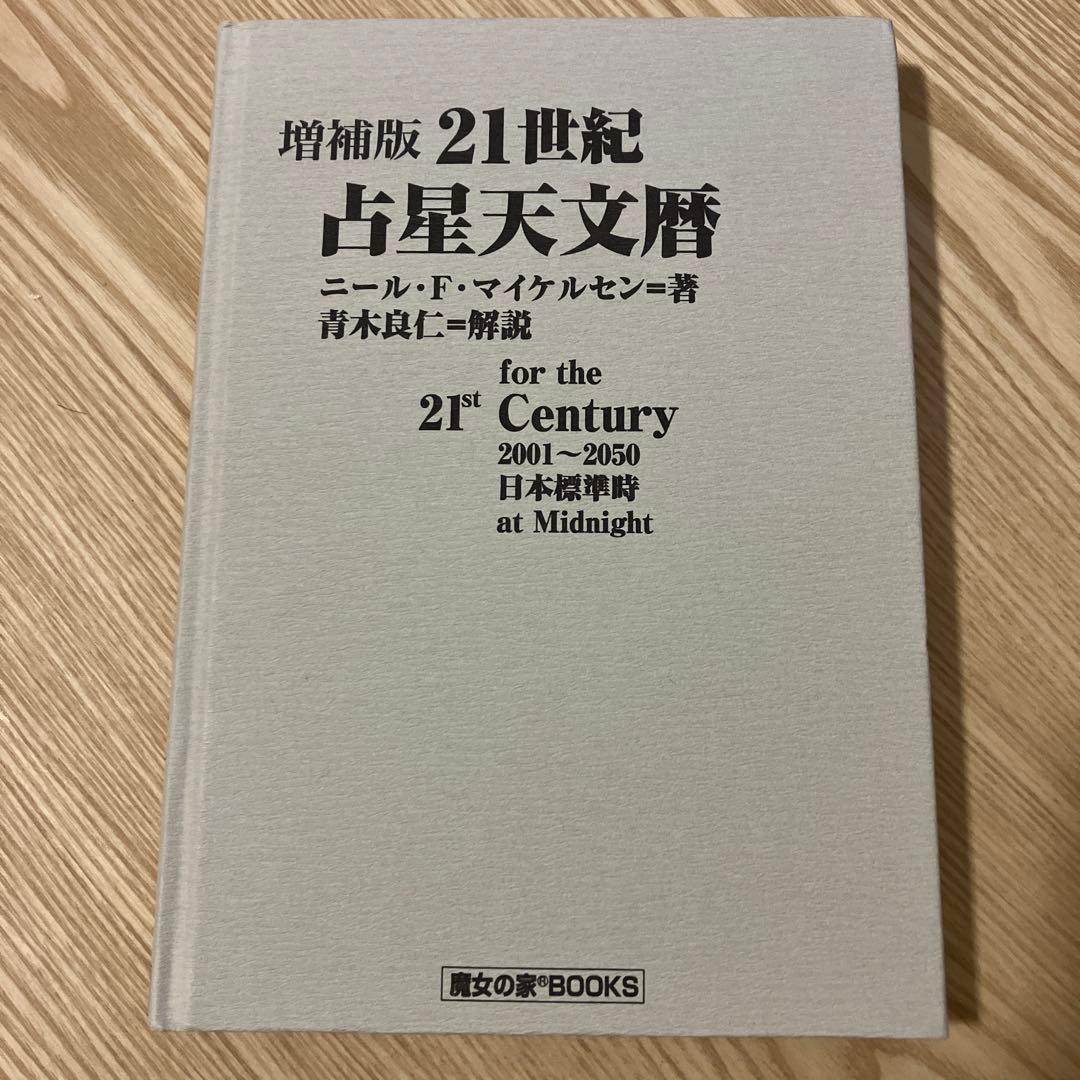 増補版 21世紀
占星天文暦
ニール・F・マイケルセン=著
青木良仁=解説
for the
21st Century
2001〜2050
日本標準時
at Midnight
魔女の家®BOOKS